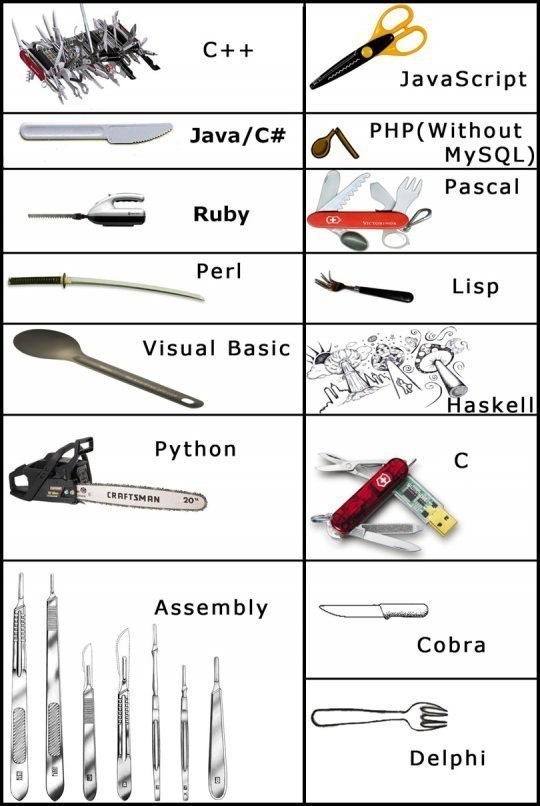 C++
JavaScript
Java/C#
PHP(Without
MySQL)
Ruby
Pascal
VICTORINOX
Perl
Lisp
Visual Basic
Haskell
Python
CRAFTSMAN 20"
C
Assembly
Cobra
Delphi